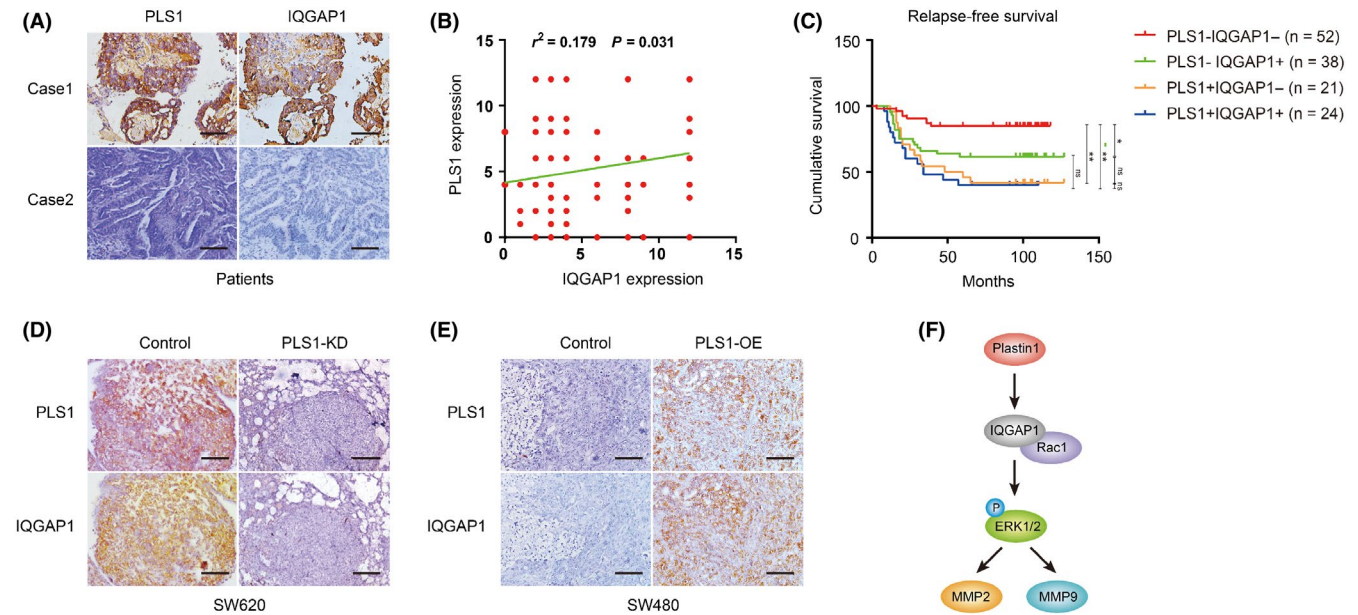 (A)
PLS1
IQGAP1
Case1
Case2
Patients
(B)
r² = 0.179 P = 0.031
15
10
5
0
0
5
10
15
PLS1 expression
IQGAP1 expression
(C)
Relapse-free survival
150
100
50
0
0
50
100
150
Cumulative survival
Months
**
**
*
ns
ns
ns
PLS1-IQGAP1– (n = 52)
PLS1- IQGAP1+ (n = 38)
PLS1+IQGAP1– (n = 21)
PLS1+IQGAP1+ (n = 24)
(D)
Control
PLS1-KD
PLS1
IQGAP1
SW620
(E)
Control
PLS1-OE
PLS1
IQGAP1
SW480
(F)
Plastin1
IQGAP1
Rac1
P
ERK1/2
MMP2
MMP9